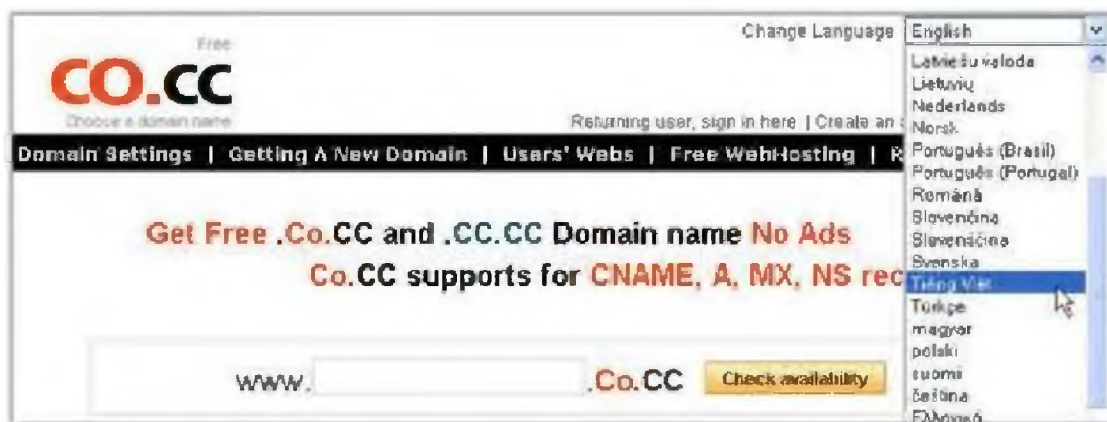 Change Language English
Free
CO.CC
Choose a domain name
Returning user, sign in here | Create an
Domain Settings | Getting A New Domain | Users' Webs | Free WebHosting | R
Get Free .Co.CC and .CC.CC Domain name No Ads
Co.CC supports for CNAME, A, MX, NS rec
www. .Co.CC Check availability
Latviešu valoda
Lietuvių
Nederlands
Norsk
Português (Brasil)
Português (Portugal)
Română
Slovenčina
Slovenščina
Svenska
Tiếng Việt
Türkçe
magyar
polski
suomi
čeština
Ελληνικά